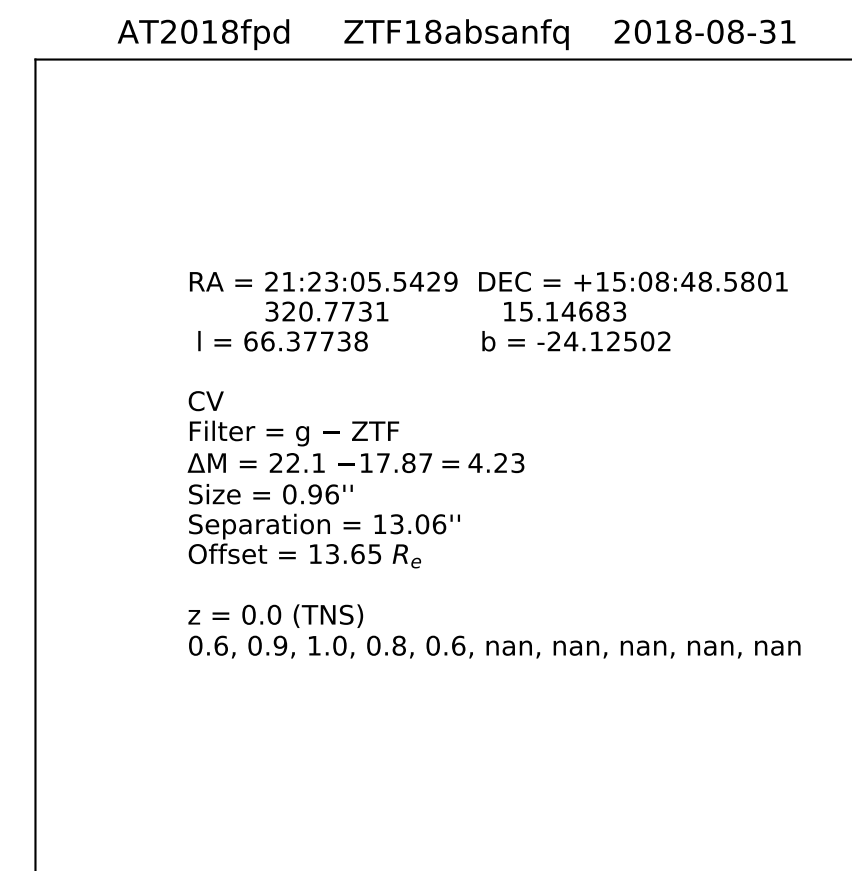 AT2018fpd ZTF18absanfq 2018-08-31
RA = 21:23:05.5429 DEC = +15:08:48.5801
320.7731 15.14683
l = 66.37738 b = -24.12502
CV
Filter = g − ZTF
ΔM = 22.1 −17.87 = 4.23
Size = 0.96''
Separation = 13.06''
Offset = 13.65 Re
z = 0.0 (TNS)
0.6, 0.9, 1.0, 0.8, 0.6, nan, nan, nan, nan, nan